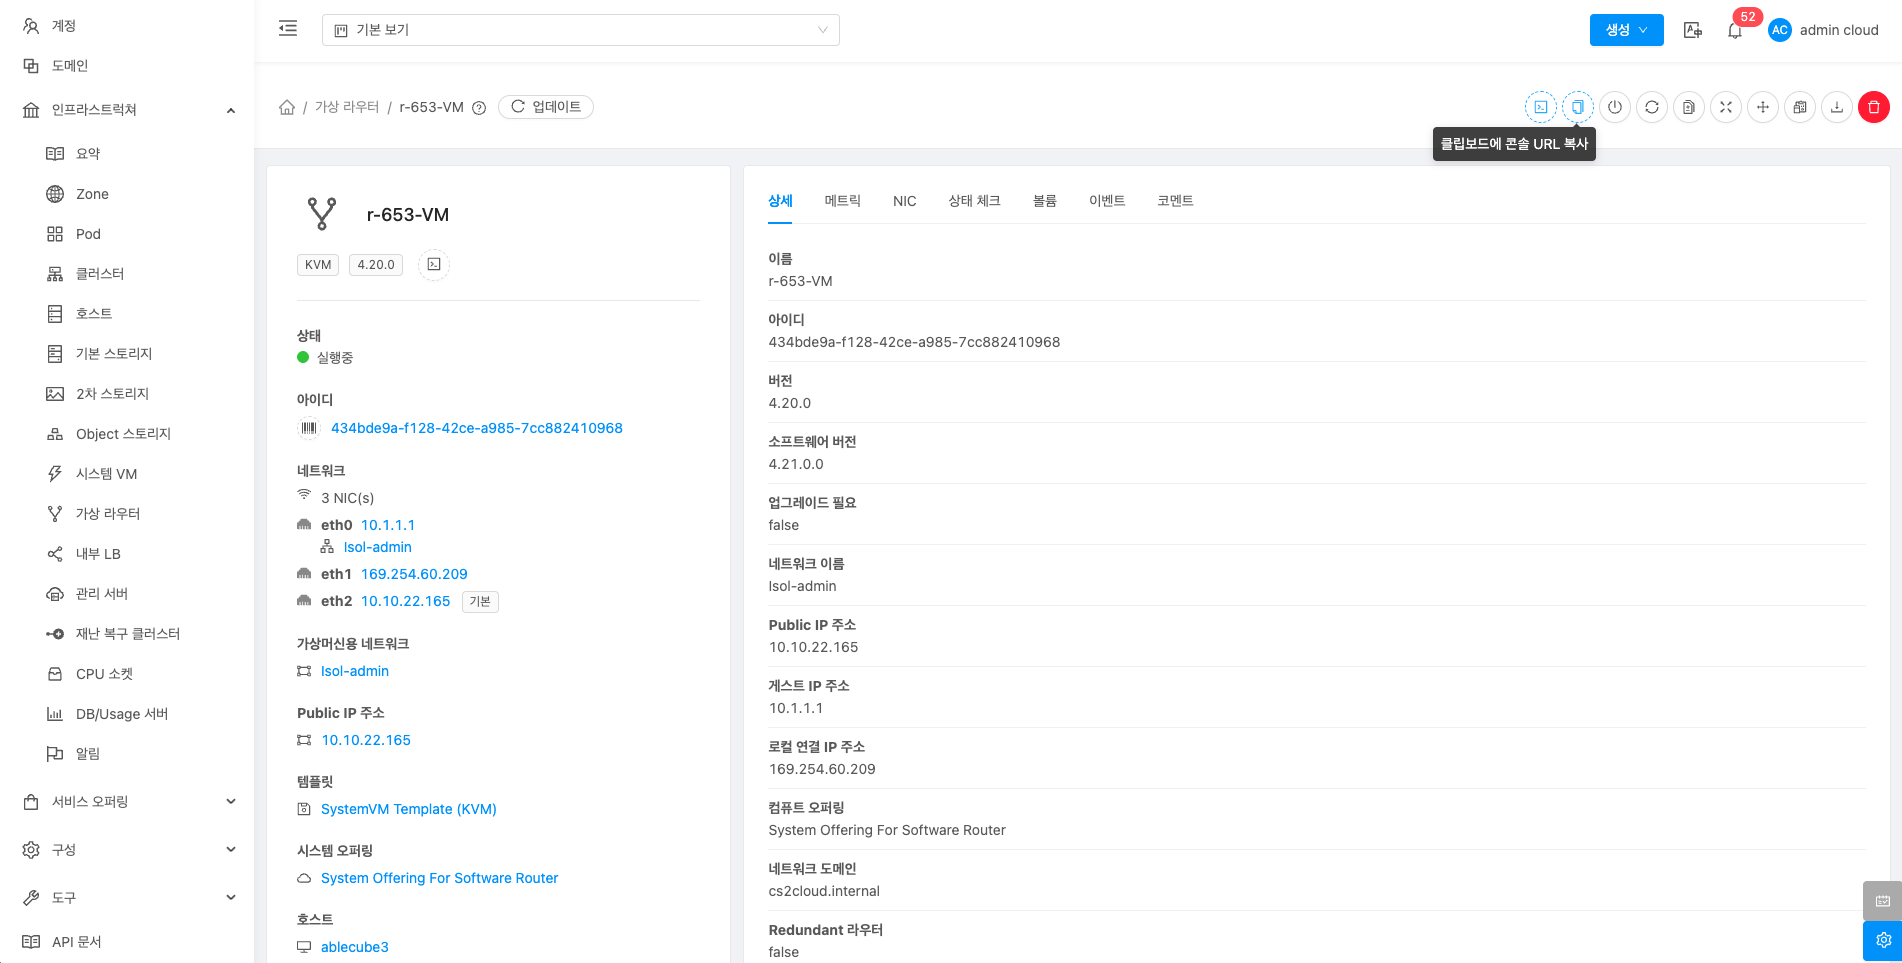 계정
도메인
인프라스트럭쳐
요약
Zone
Pod
클러스터
호스트
기본 스토리지
2차 스토리지
Object 스토리지
시스템 VM
가상 라우터
내부 LB
관리 서버
재난 복구 클러스터
CPU 소켓
DB/Usage 서버
알림
서비스 오퍼링
구성
도구
API 문서
기본 보기
생성
52
AC
admin cloud
/ 가상 라우터 / r-653-VM
업데이트
클립보드에 콘솔 URL 복사
r-653-VM
KVM
4.20.0
상태
실행중
아이디
434bde9a-f128-42ce-a985-7cc882410968
네트워크
3 NIC(s)
eth0 10.1.1.1
Isol-admin
eth1 169.254.60.209
eth2 10.10.22.165 기본
가상머신용 네트워크
Isol-admin
Public IP 주소
10.10.22.165
템플릿
SystemVM Template (KVM)
시스템 오퍼링
System Offering For Software Router
호스트
ablecube3
상세 메트릭 NIC 상태 체크 볼륨 이벤트 코멘트
이름
r-653-VM
아이디
434bde9a-f128-42ce-a985-7cc882410968
버전
4.20.0
소프트웨어 버전
4.21.0.0
업그레이드 필요
false
네트워크 이름
Isol-admin
Public IP 주소
10.10.22.165
게스트 IP 주소
10.1.1.1
로컬 연결 IP 주소
169.254.60.209
컴퓨트 오퍼링
System Offering For Software Router
네트워크 도메인
cs2cloud.internal
Redundant 라우터
false